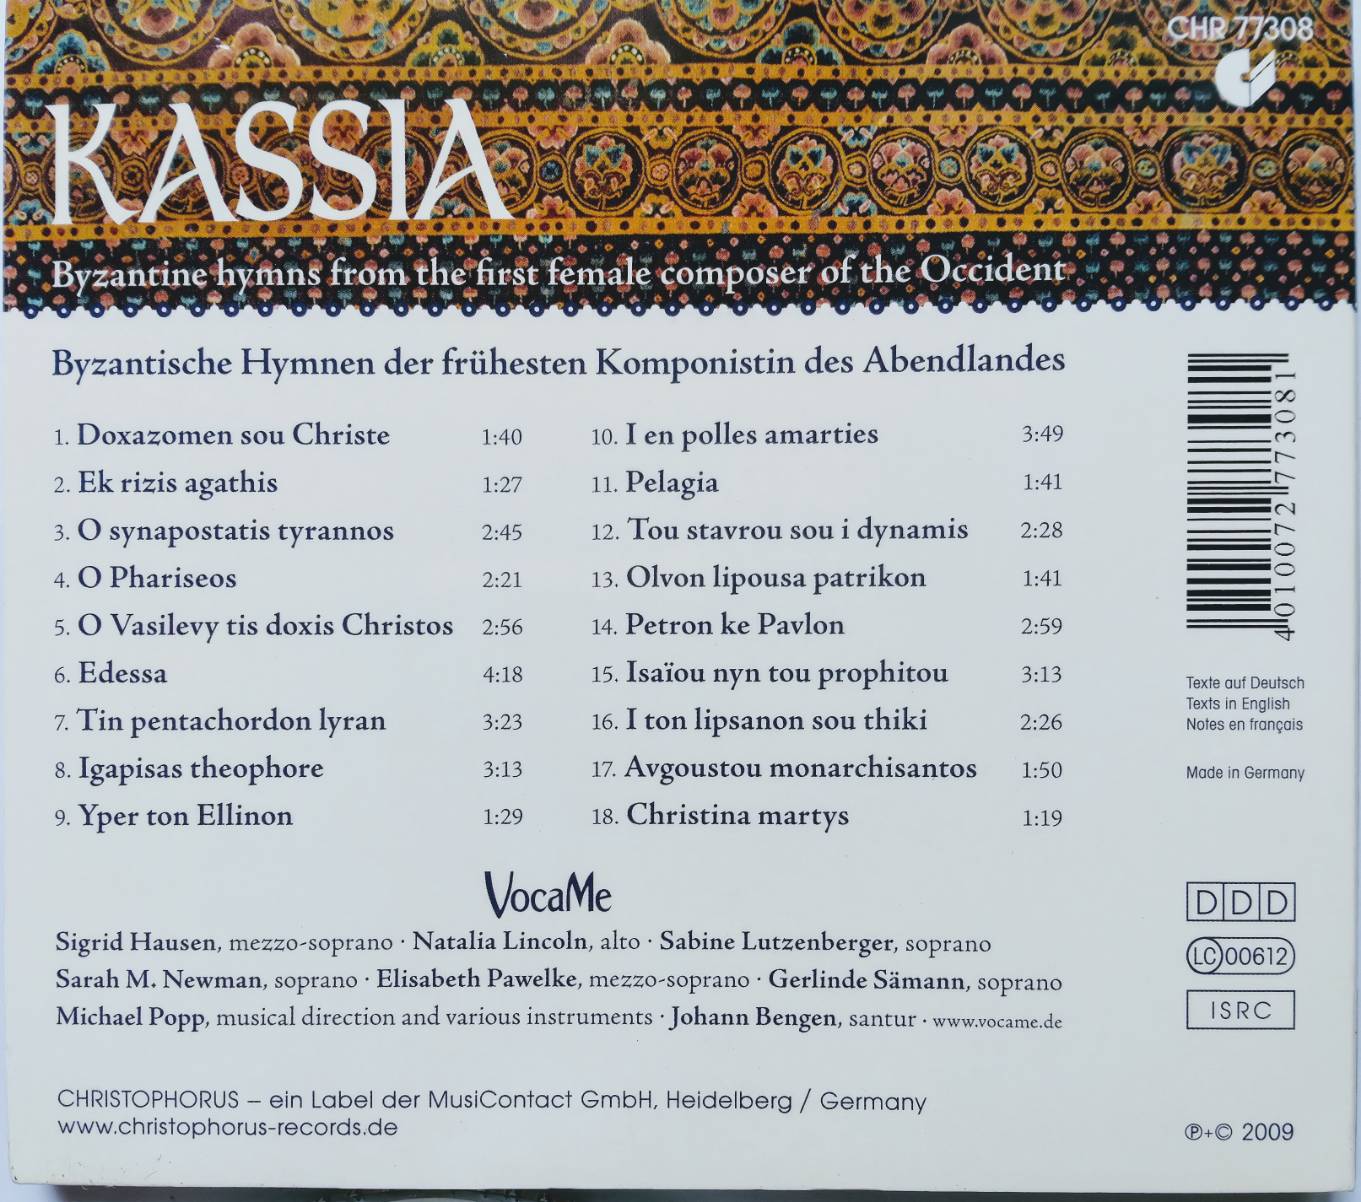 CHR 77308
KASSIA
Byzantine hymns from the first female composer of the Occident
Byzantische Hymnen der frühesten Komponistin des Abendlandes
1. Doxazomen sou Christe 1:40
2. Ek rizis agathis 1:27
3. O synapostatis tyrannos 2:45
4. O Phariseos 2:21
5. O Vasilevy tis doxis Christos 2:56
6. Edessa 4:18
7. Tin pentachordon lyran 3:23
8. Igapisas theophore 3:13
9. Yper ton Ellinon 1:29
10. I en polles amarties 3:49
11. Pelagia 1:41
12. Tou stavrou sou i dynamis 2:28
13. Olvon lipousa patrikon 1:41
14. Petron ke Pavlon 2:59
15. Isaïou nyn tou prophitou 3:13
16. I ton lipsanon sou thiki 2:26
17. Avgoustou monarchisantos 1:50
18. Christina martys 1:19
VocaMe
Sigrid Hausen, mezzo-soprano · Natalia Lincoln, alto · Sabine Lutzenberger, soprano
Sarah M. Newman, soprano · Elisabeth Pawelke, mezzo-soprano · Gerlinde Sämann, soprano
Michael Popp, musical direction and various instruments · Johann Bengen, santur · www.vocame.de
CHRISTOPHORUS – ein Label der MusiContact GmbH, Heidelberg / Germany
www.christophorus-records.de
4 010072 773081
Texte auf Deutsch
Texts in English
Notes en français
Made in Germany
DDD
LC 00612
ISRC
℗+© 2009